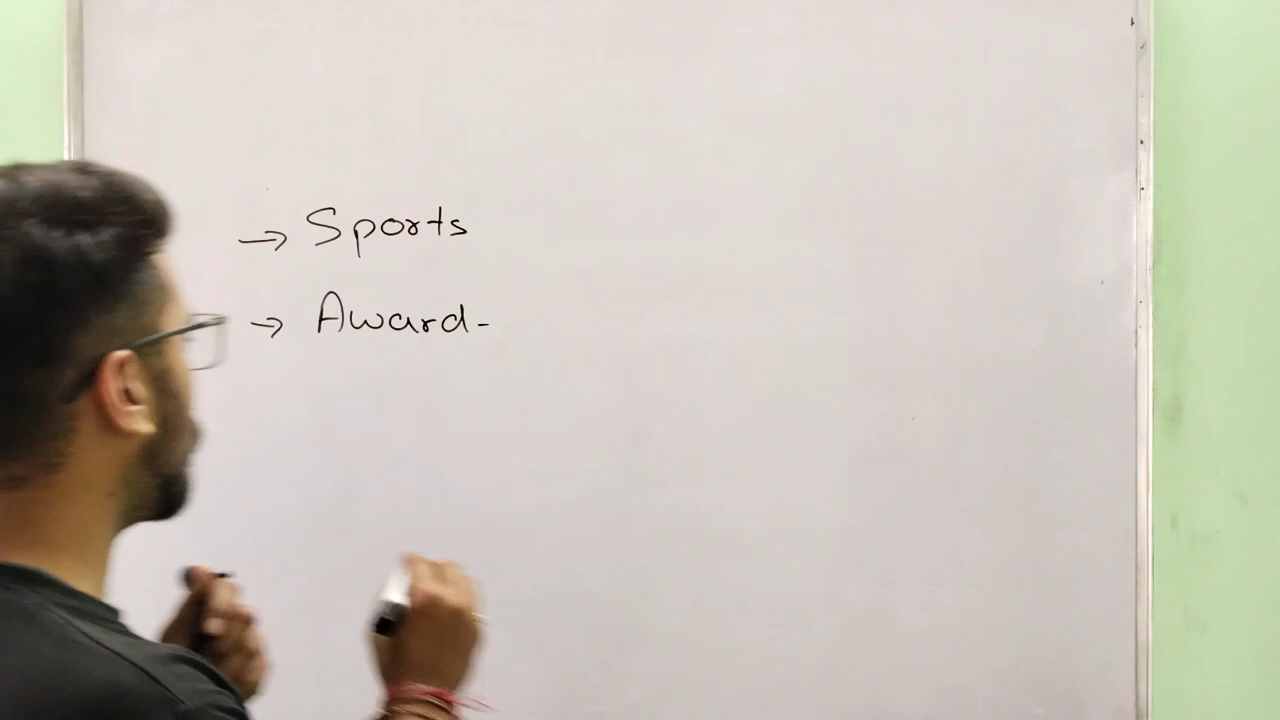 → Sports
→ Award-